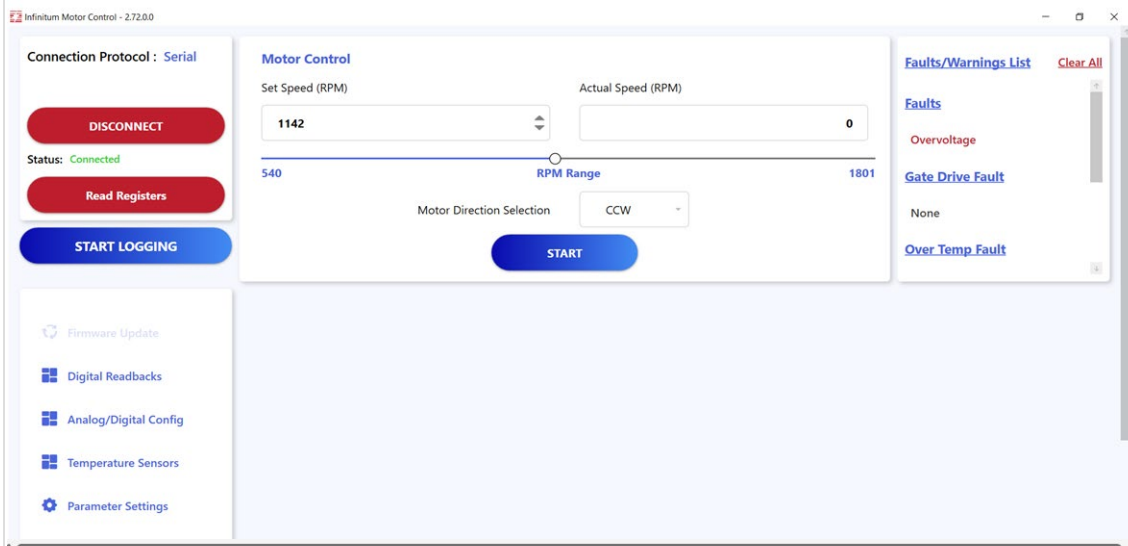 Infinitum Motor Control - 2.72.0.0
Connection Protocol : Serial
DISCONNECT
Status: Connected
Read Registers
START LOGGING
Firmware Update
Digital Readbacks
Analog/Digital Config
Temperature Sensors
Parameter Settings
Motor Control
Set Speed (RPM)
Actual Speed (RPM)
1142
0
540
RPM Range
1801
Motor Direction Selection
CCW
START
Faults/Warnings List
Clear All
Faults
Overvoltage
Gate Drive Fault
None
Over Temp Fault